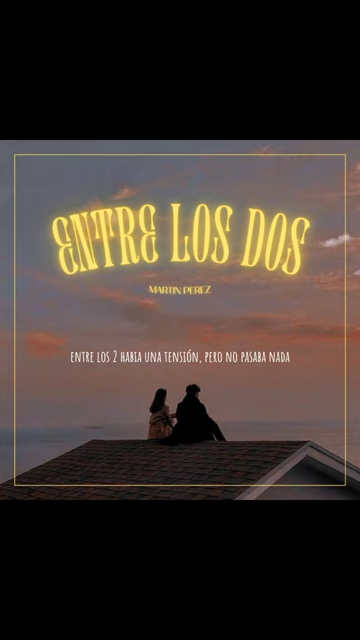 ENTRE LOS DOS
MARTIN PEREZ
ENTRE LOS 2 HABIA UNA TENSIÓN, PERO NO PASABA NADA